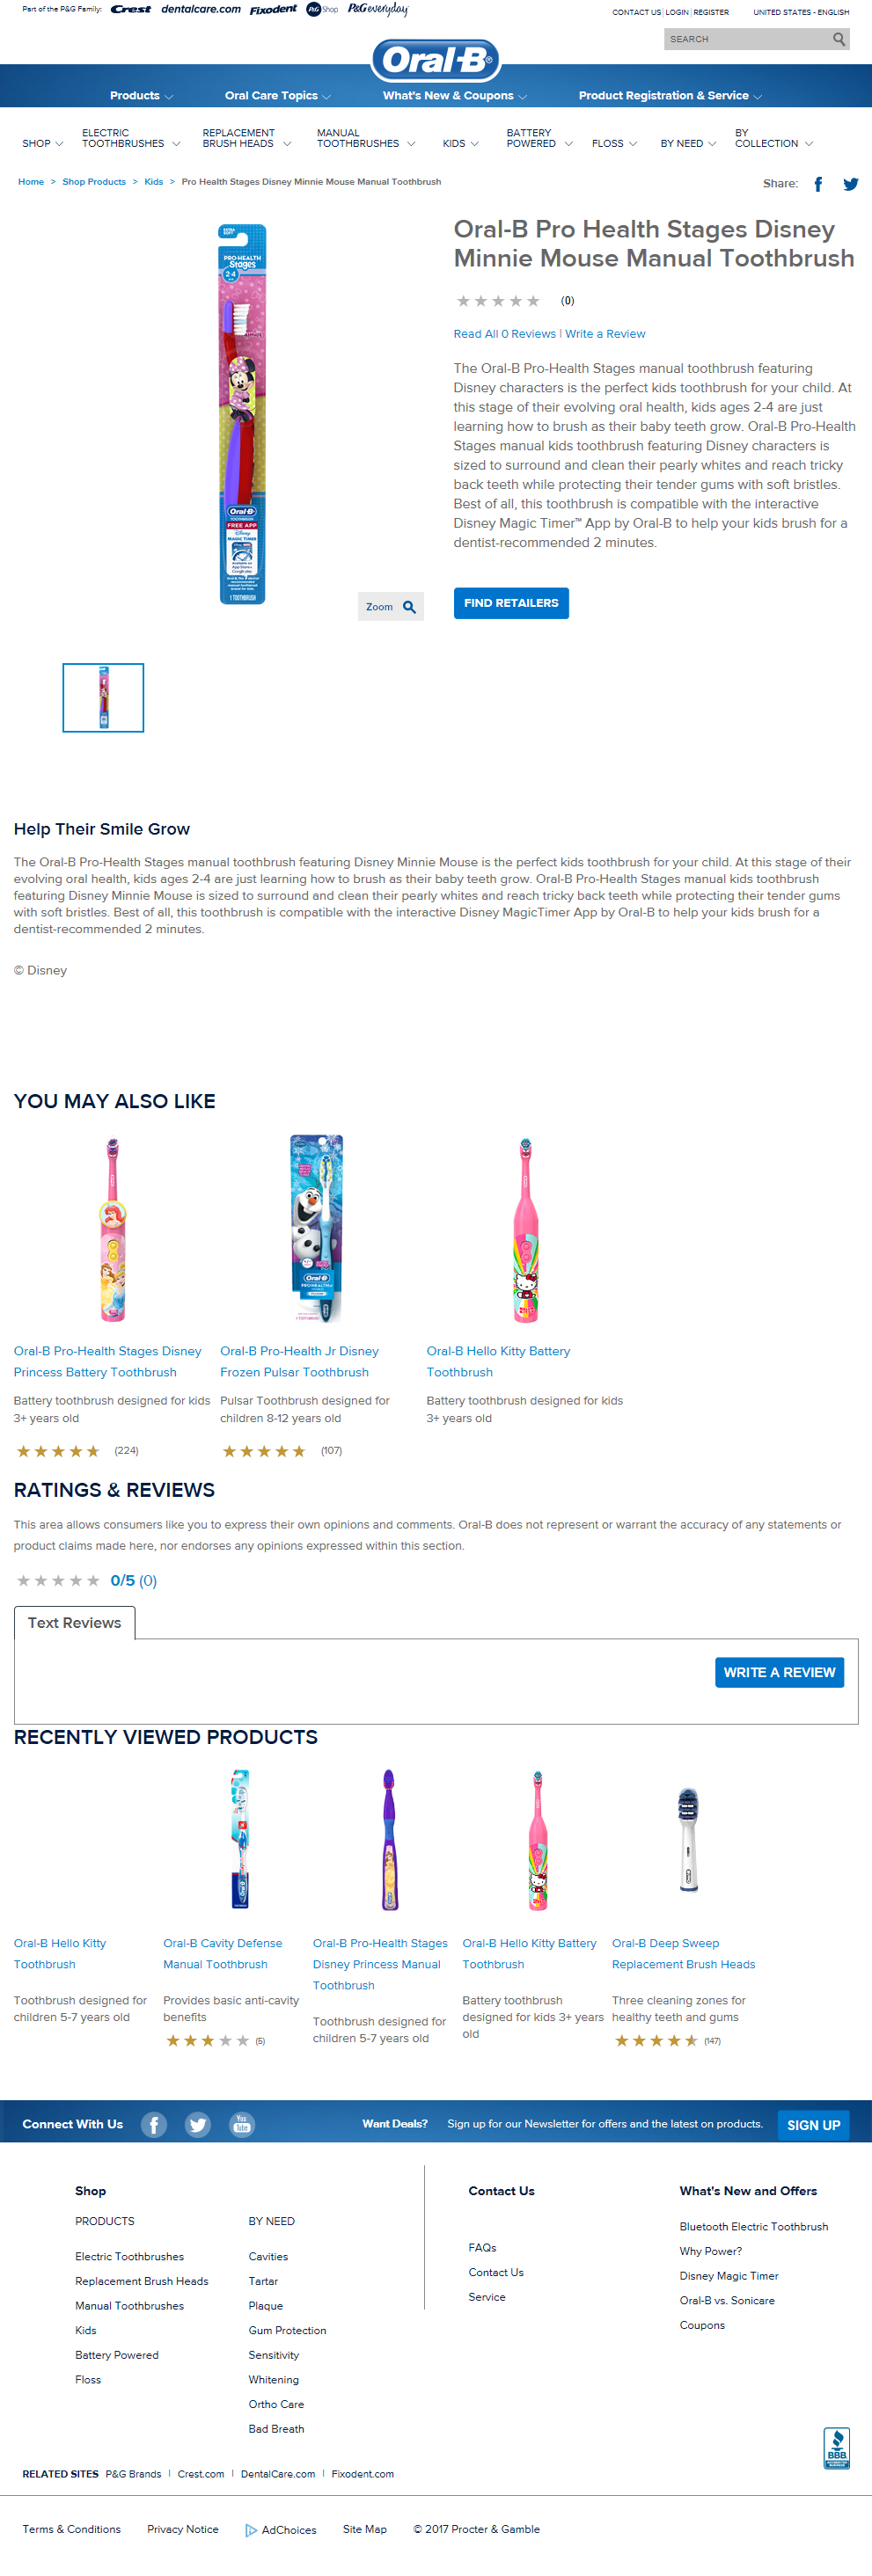 Part of the P&G Family: Crest dentalcare.com Fixodent P&G Shop P&G everyday
CONTACT US | LOGIN | REGISTER UNITED STATES - ENGLISH
SEARCH
Oral-B
Products Oral Care Topics What's New & Coupons Product Registration & Service
SHOP ELECTRIC TOOTHBRUSHES REPLACEMENT BRUSH HEADS MANUAL TOOTHBRUSHES KIDS BATTERY POWERED FLOSS BY NEED BY COLLECTION
Home > Shop Products > Kids > Pro Health Stages Disney Minnie Mouse Manual Toothbrush
Share:
EXTRA SOFT
PRO-HEALTH
Stages
2-4
Oral-B
TOOTHBRUSH
FREE APP
Disney
MAGIC TIMER
1 TOOTHBRUSH
Zoom
Oral-B Pro Health Stages Disney
Minnie Mouse Manual Toothbrush
(0)
Read All 0 Reviews | Write a Review
The Oral-B Pro-Health Stages manual toothbrush featuring
Disney characters is the perfect kids toothbrush for your child. At
this stage of their evolving oral health, kids ages 2-4 are just
learning how to brush as their baby teeth grow. Oral-B Pro-Health
Stages manual kids toothbrush featuring Disney characters is
sized to surround and clean their pearly whites and reach tricky
back teeth while protecting their tender gums with soft bristles.
Best of all, this toothbrush is compatible with the interactive
Disney Magic Timer™ App by Oral-B to help your kids brush for a
dentist-recommended 2 minutes.
FIND RETAILERS
Help Their Smile Grow
The Oral-B Pro-Health Stages manual toothbrush featuring Disney Minnie Mouse is the perfect kids toothbrush for your child. At this stage of their
evolving oral health, kids ages 2-4 are just learning how to brush as their baby teeth grow. Oral-B Pro-Health Stages manual kids toothbrush
featuring Disney Minnie Mouse is sized to surround and clean their pearly whites and reach tricky back teeth while protecting their tender gums
with soft bristles. Best of all, this toothbrush is compatible with the interactive Disney MagicTimer App by Oral-B to help your kids brush for a
dentist-recommended 2 minutes.
© Disney
YOU MAY ALSO LIKE
Oral-B Pro-Health Stages Disney
Princess Battery Toothbrush
Battery toothbrush designed for kids
3+ years old
(224)
Oral-B Pro-Health Jr Disney
Frozen Pulsar Toothbrush
Pulsar Toothbrush designed for
children 8-12 years old
(107)
Oral-B Hello Kitty Battery
Toothbrush
Battery toothbrush designed for kids
3+ years old
RATINGS & REVIEWS
This area allows consumers like you to express their own opinions and comments. Oral-B does not represent or warrant the accuracy of any statements or
product claims made here, nor endorses any opinions expressed within this section.
0/5 (0)
Text Reviews
WRITE A REVIEW
RECENTLY VIEWED PRODUCTS
Oral-B Hello Kitty
Toothbrush
Toothbrush designed for
children 5-7 years old
Oral-B Cavity Defense
Manual Toothbrush
Provides basic anti-cavity
benefits
(5)
Oral-B Pro-Health Stages
Disney Princess Manual
Toothbrush
Toothbrush designed for
children 5-7 years old
Oral-B Hello Kitty Battery
Toothbrush
Battery toothbrush
designed for kids 3+ years
old
Oral-B Deep Sweep
Replacement Brush Heads
Three cleaning zones for
healthy teeth and gums
(147)
Connect With Us You Tube Want Deals? Sign up for our Newsletter for offers and the latest on products. SIGN UP
Shop
PRODUCTS
Electric Toothbrushes
Replacement Brush Heads
Manual Toothbrushes
Kids
Battery Powered
Floss
BY NEED
Cavities
Tartar
Plaque
Gum Protection
Sensitivity
Whitening
Ortho Care
Bad Breath
Contact Us
FAQs
Contact Us
Service
What's New and Offers
Bluetooth Electric Toothbrush
Why Power?
Disney Magic Timer
Oral-B vs. Sonicare
Coupons
BBB
RELATED SITES P&G Brands | Crest.com | DentalCare.com | Fixodent.com
Terms & Conditions Privacy Notice AdChoices Site Map © 2017 Procter & Gamble